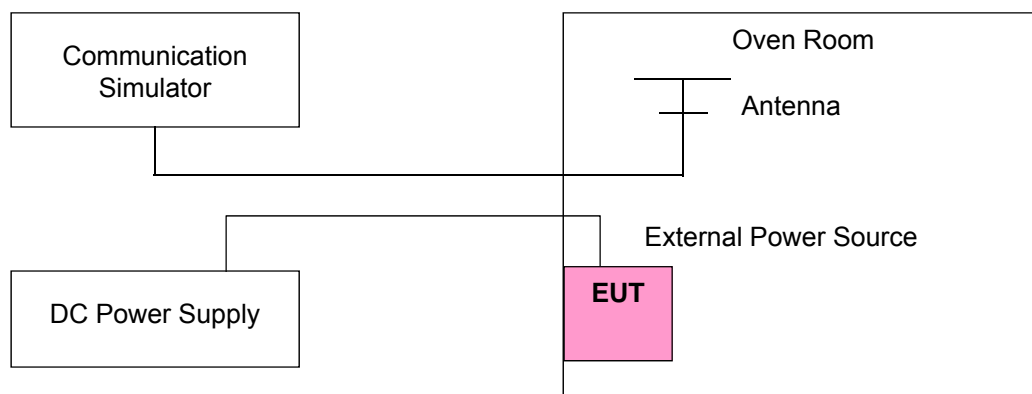 Communication
Simulator
Oven Room
Antenna
External Power Source
EUT
DC Power Supply